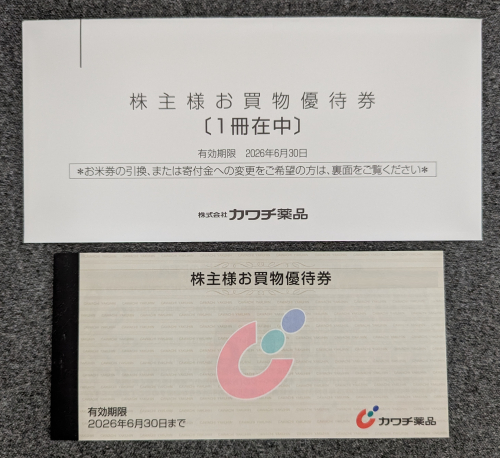 株主様お買物優待券
〔1冊在中〕
有効期限 2026年6月30日
*お米券の引換、または寄付金への変更をご希望の方は、裏面をご覧ください*
株式会社 カワチ薬品
株主様お買物優待券
有効期限
2026年6月30日まで
カワチ薬品